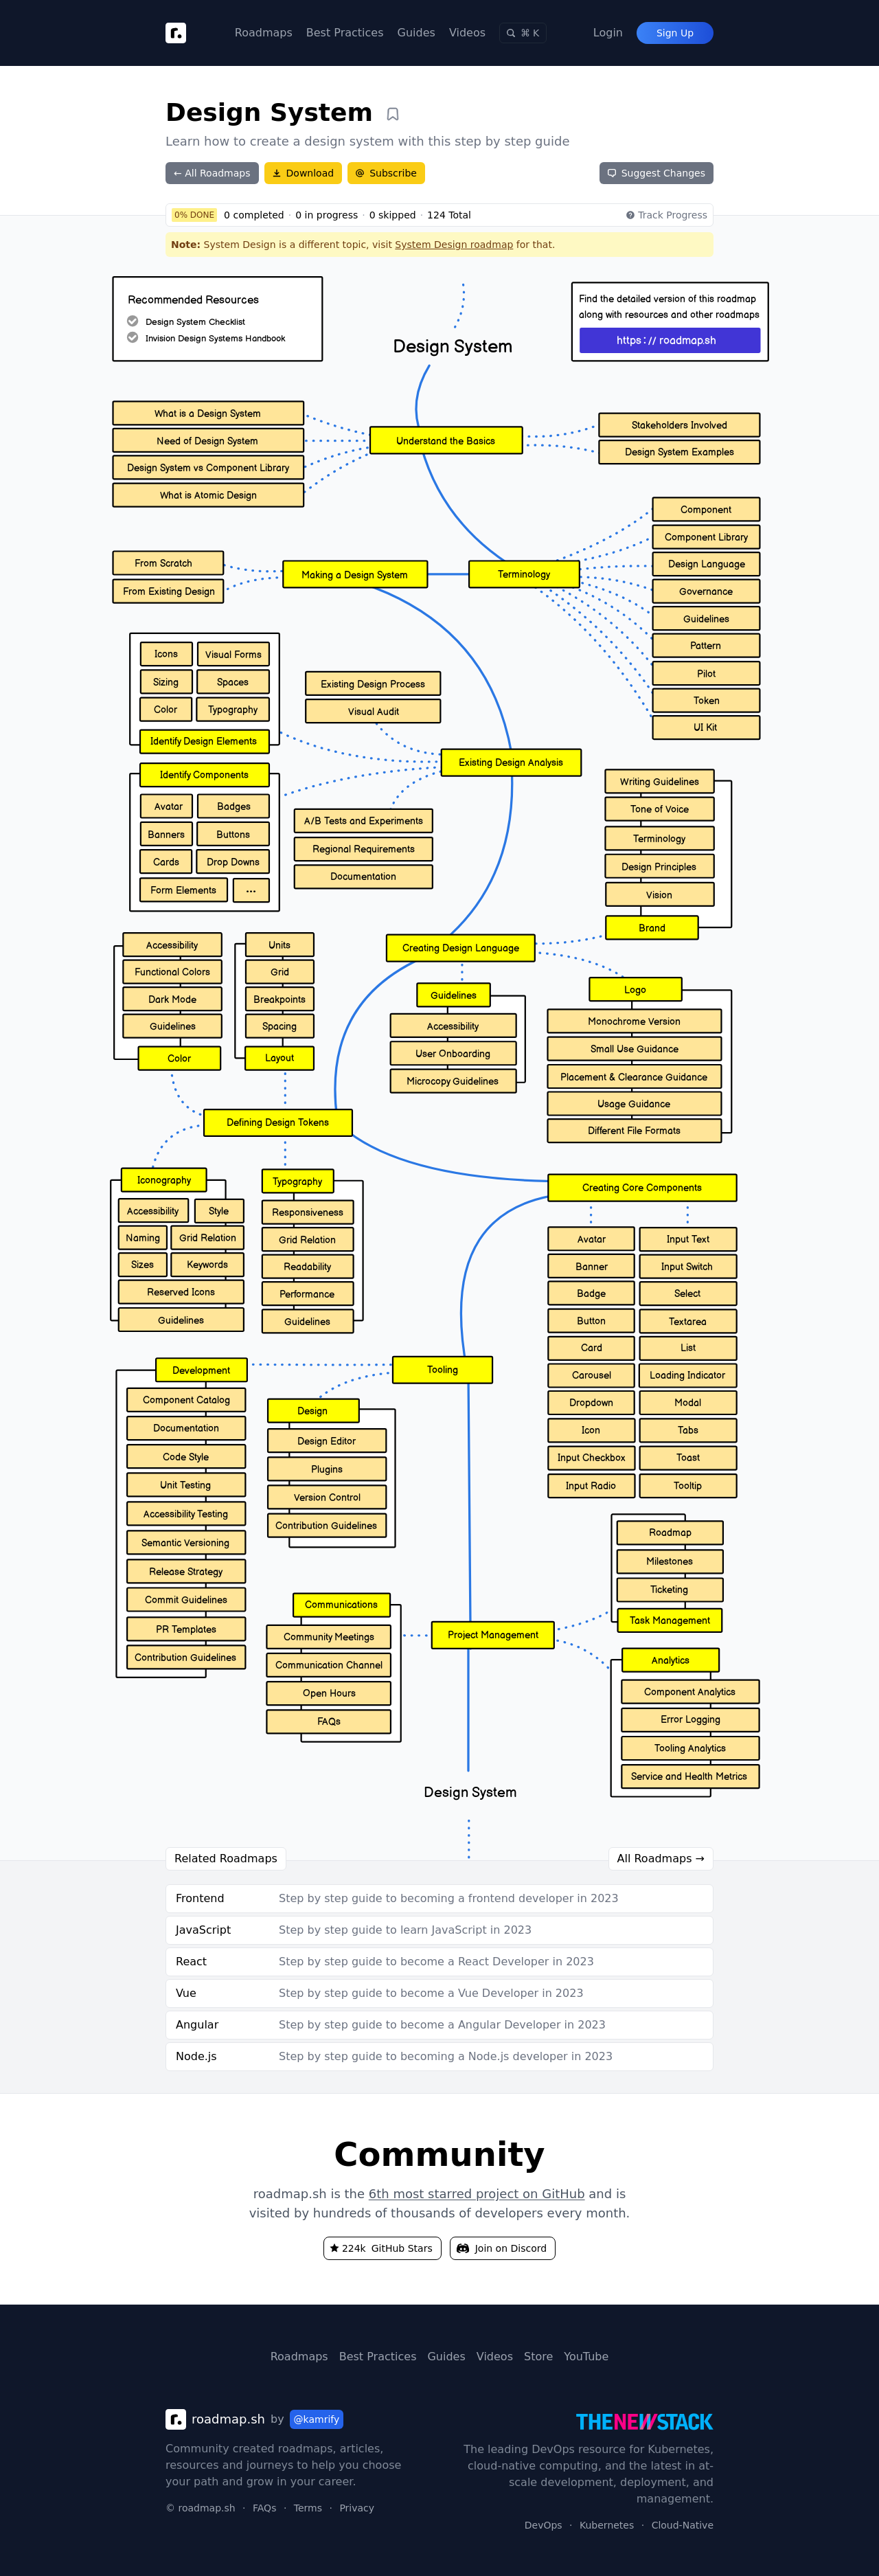 Roadmaps Best Practices Guides Videos ⌘ K Login Sign Up
Design System
Learn how to create a design system with this step by step guide
← All Roadmaps Download Subscribe Suggest Changes
0% DONE 0 completed · 0 in progress · 0 skipped · 124 Total Track Progress
Note: System Design is a different topic, visit System Design roadmap for that.
Recommended Resources
Design System Checklist
Invision Design Systems Handbook
Design System
Find the detailed version of this roadmap
along with resources and other roadmaps
https://roadmap.sh
What is a Design System
Need of Design System
Design System vs Component Library
What is Atomic Design
Understand the Basics
Stakeholders Involved
Design System Examples
From Scratch
From Existing Design
Making a Design System
Terminology
Component
Component Library
Design Language
Governance
Guidelines
Pattern
Pilot
Token
UI Kit
Icons Visual Forms
Sizing Spaces
Color Typography
Identify Design Elements
Identify Components
Avatar Badges
Banners Buttons
Cards Drop Downs
Form Elements ...
Existing Design Process
Visual Audit
Existing Design Analysis
A/B Tests and Experiments
Regional Requirements
Documentation
Writing Guidelines
Tone of Voice
Terminology
Design Principles
Vision
Brand
Creating Design Language
Guidelines
Accessibility
User Onboarding
Microcopy Guidelines
Logo
Monochrome Version
Small Use Guidance
Placement & Clearance Guidance
Usage Guidance
Different File Formats
Accessibility
Functional Colors
Dark Mode
Guidelines
Color
Units
Grid
Breakpoints
Spacing
Layout
Defining Design Tokens
Iconography
Accessibility Style
Naming Grid Relation
Sizes Keywords
Reserved Icons
Guidelines
Typography
Responsiveness
Grid Relation
Readability
Performance
Guidelines
Creating Core Components
Avatar Input Text
Banner Input Switch
Badge Select
Button Textarea
Card List
Carousel Loading Indicator
Dropdown Modal
Icon Tabs
Input Checkbox Toast
Input Radio Tooltip
Tooling
Development
Component Catalog
Documentation
Code Style
Unit Testing
Accessibility Testing
Semantic Versioning
Release Strategy
Commit Guidelines
PR Templates
Contribution Guidelines
Design
Design Editor
Plugins
Version Control
Contribution Guidelines
Project Management
Communications
Community Meetings
Communication Channel
Open Hours
FAQs
Roadmap
Milestones
Ticketing
Task Management
Analytics
Component Analytics
Error Logging
Tooling Analytics
Service and Health Metrics
Design System
Related Roadmaps All Roadmaps →
Frontend Step by step guide to becoming a frontend developer in 2023
JavaScript Step by step guide to learn JavaScript in 2023
React Step by step guide to become a React Developer in 2023
Vue Step by step guide to become a Vue Developer in 2023
Angular Step by step guide to become a Angular Developer in 2023
Node.js Step by step guide to becoming a Node.js developer in 2023
Community
roadmap.sh is the 6th most starred project on GitHub and is
visited by hundreds of thousands of developers every month.
224k GitHub Stars Join on Discord
Roadmaps Best Practices Guides Videos Store YouTube
roadmap.sh by @kamrify
Community created roadmaps, articles,
resources and journeys to help you choose
your path and grow in your career.
© roadmap.sh · FAQs · Terms · Privacy
THENEWSTACK
The leading DevOps resource for Kubernetes,
cloud-native computing, and the latest in at-
scale development, deployment, and
management.
DevOps · Kubernetes · Cloud-Native